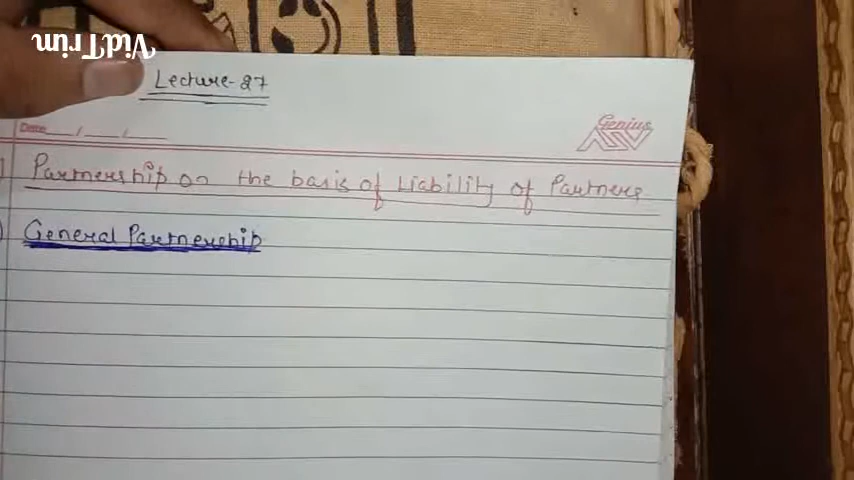 VidTrim
Lecture-27
Date / /
Genius
Partnership on the basis of Liability of Partners
General Partnership